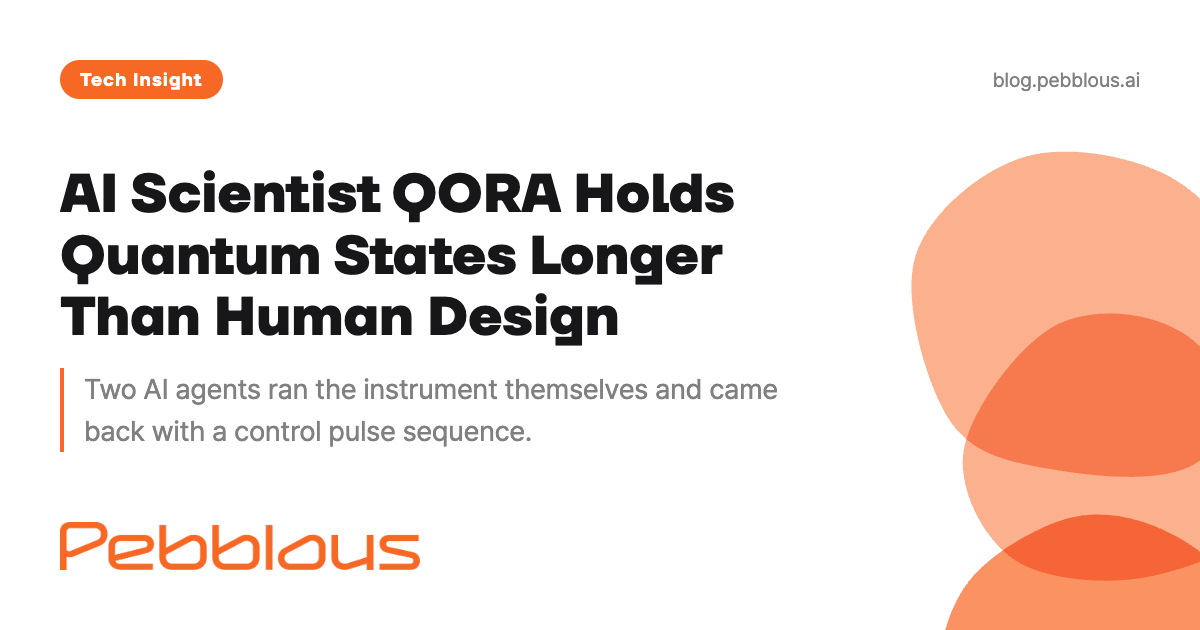 Tech Insight
blog.pebblous.ai
AI Scientist QORA Holds
Quantum States Longer
Than Human Design
Two AI agents ran the instrument themselves and came
back with a control pulse sequence.
Pebblous